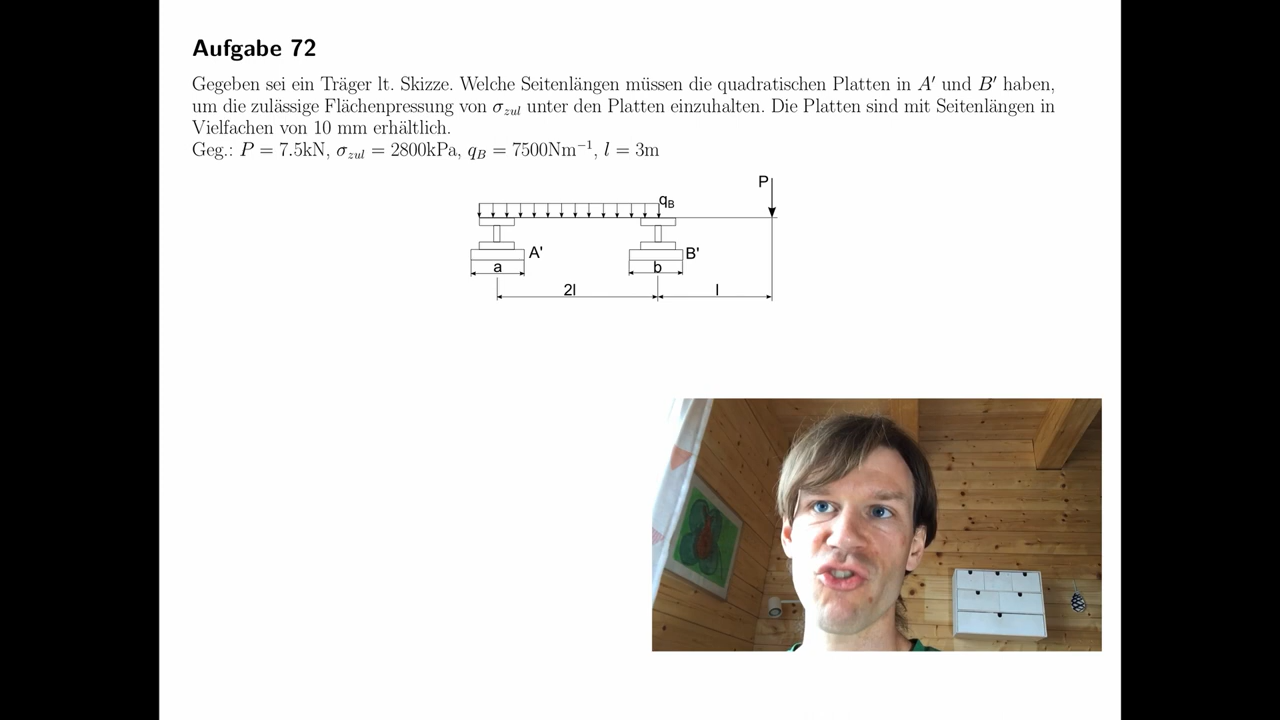 Aufgabe 72
Gegeben sei ein Träger lt. Skizze. Welche Seitenlängen müssen die quadratischen Platten in A′ und B′ haben,
um die zulässige Flächenpressung von σzul unter den Platten einzuhalten. Die Platten sind mit Seitenlängen in
Vielfachen von 10 mm erhältlich.
Geg.: P = 7.5kN, σzul = 2800kPa, qB = 7500Nm−1, l = 3m
P
qB
A'
B'
a
b
2l
l